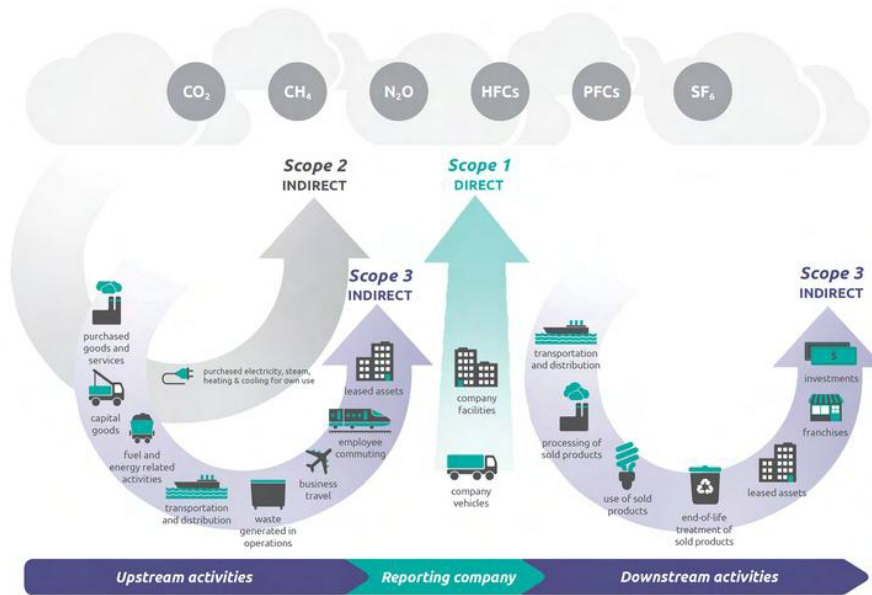 CO₂
CH₄
N₂O
HFCs
PFCs
SF₆
Scope 2
INDIRECT
Scope 1
DIRECT
Scope 3
INDIRECT
Scope 3
INDIRECT
purchased
goods and
services
capital
goods
fuel and
energy related
activities
transportation
and distribution
waste
generated in
operations
business
travel
employee
commuting
leased assets
purchased electricity, steam,
heating & cooling for own use
company
facilities
company
vehicles
transportation
and distribution
processing of
sold products
use of sold
products
end-of-life
treatment of
sold products
leased assets
franchises
investments
$
Upstream activities
Reporting company
Downstream activities